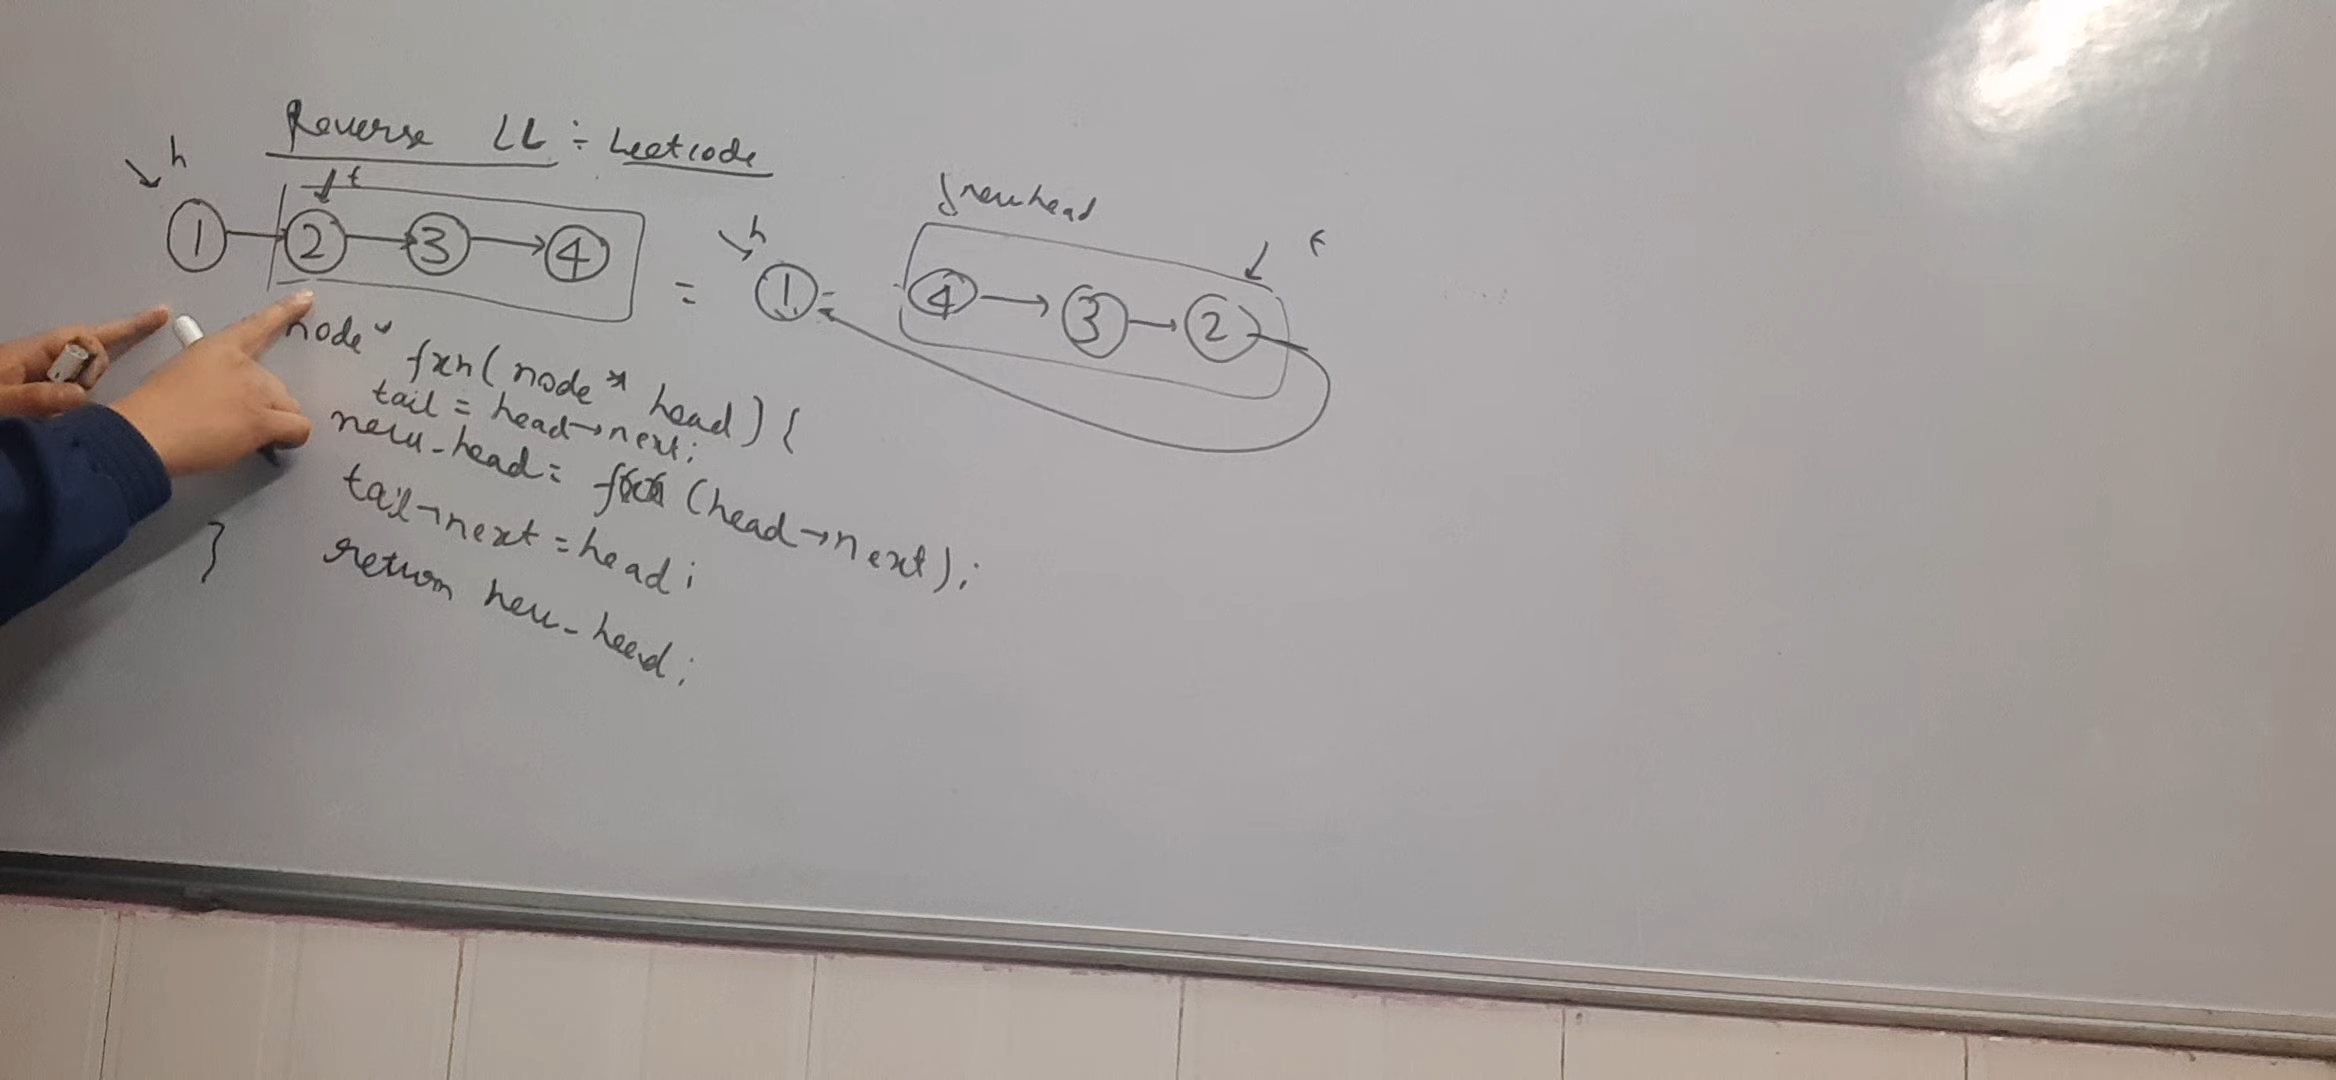 Reverse LL ÷ Leetcode
h
t
1 → 2 → 3 → 4
=
h
1
newhead
4 → 3 → 2
t
node* fxn(node* head) {
tail = head→next;
new_head = (head→next);
tail→next = head;
return new_head;
}